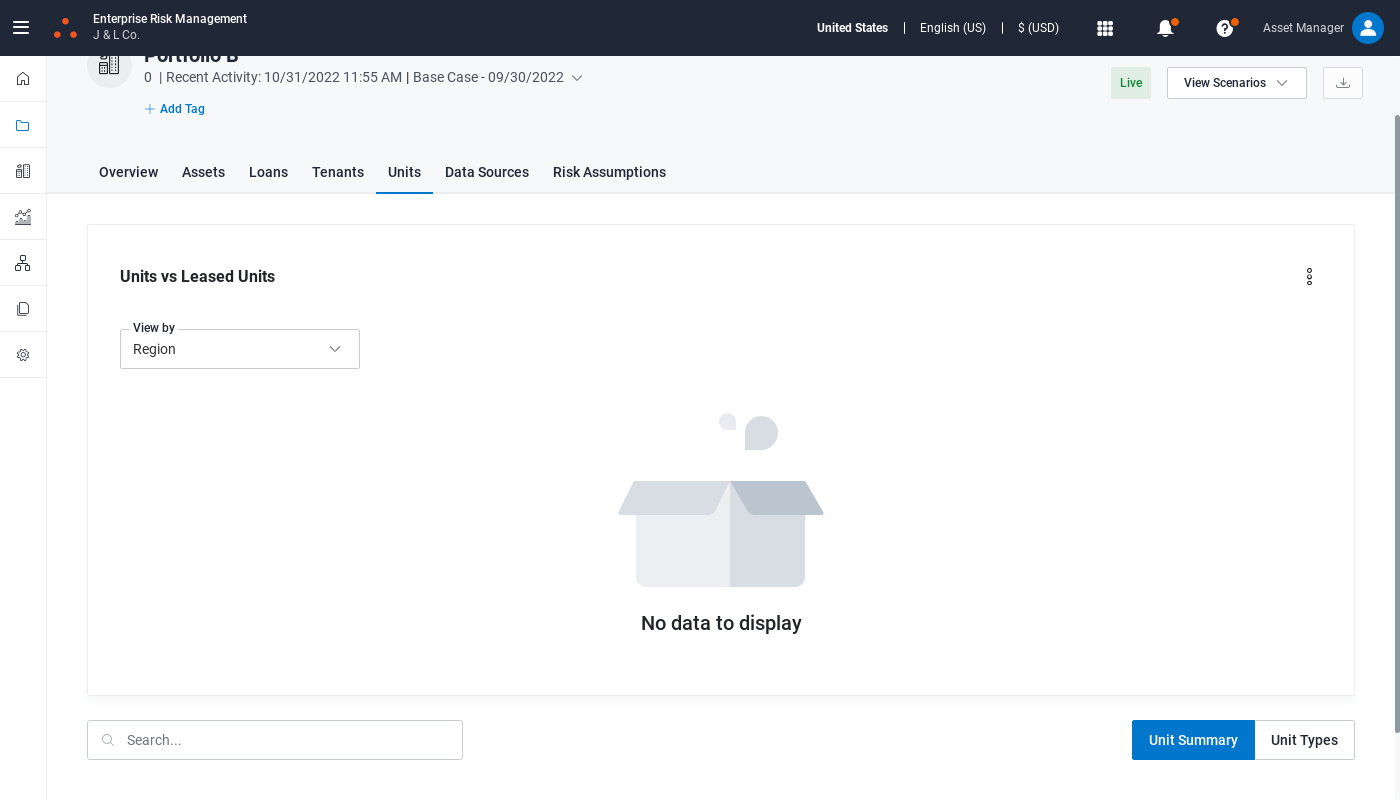 Enterprise Risk Management
J & L Co.
United States
English (US)
$ (USD)
Asset Manager
Portfolio B
0 | Recent Activity: 10/31/2022 11:55 AM | Base Case - 09/30/2022
Add Tag
Live
View Scenarios
Overview
Assets
Loans
Tenants
Units
Data Sources
Risk Assumptions
Units vs Leased Units
View by
Region
No data to display
Search...
Unit Summary
Unit Types